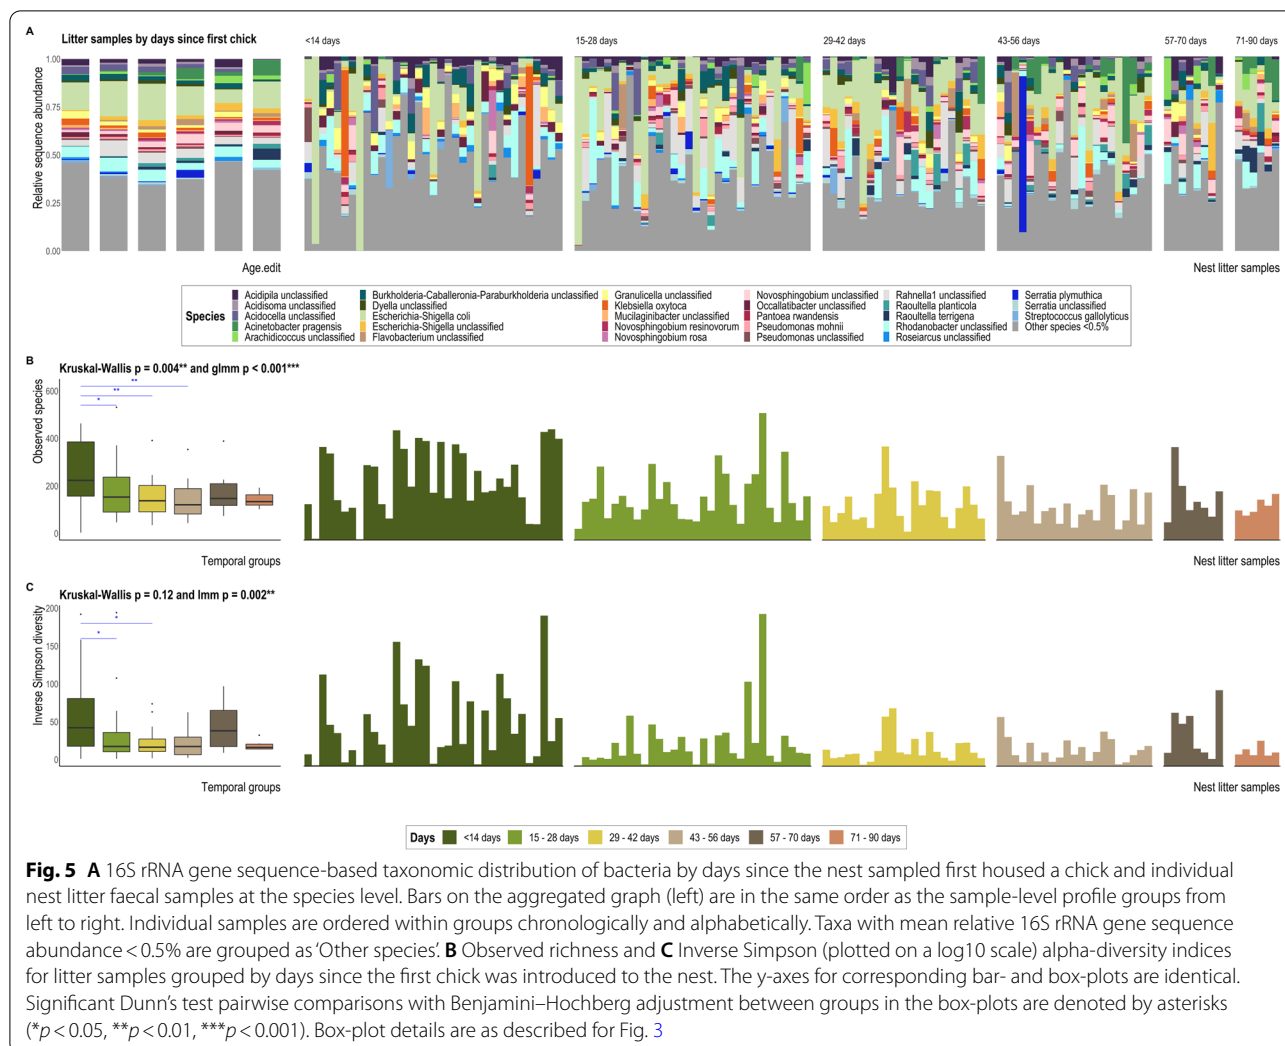 A
Litter samples by days since first chick
<14 days
15-28 days
29-42 days
43-56 days
57-70 days
71-90 days
Relative sequence abundance
1.00
0.75
0.50
0.25
0.00
Age.edit
Nest litter samples
Species
Acidipila unclassified
Acidisoma unclassified
Acidocella unclassified
Acinetobacter pragensis
Arachidicoccus unclassified
Burkholderia-Caballeronia-Paraburkholderia unclassified
Dyella unclassified
Escherichia-Shigella coli
Escherichia-Shigella unclassified
Flavobacterium unclassified
Granulicella unclassified
Klebsiella oxytoca
Mucilaginibacter unclassified
Novosphingobium resinovorum
Novosphingobium rosa
Novosphingobium unclassified
Occallatibacter unclassified
Pantoea rwandensis
Pseudomonas mohnii
Pseudomonas unclassified
Rahnella1 unclassified
Raoultella planticola
Raoultella terrigena
Rhodanobacter unclassified
Roseiarcus unclassified
Serratia plymuthica
Serratia unclassified
Streptococcus gallolyticus
Other species <0.5%
B
Kruskal-Wallis p = 0.004** and glmm p < 0.001***
Observed species
600
400
200
0
**
**
*
Temporal groups
Nest litter samples
C
Kruskal-Wallis p = 0.12 and lmm p = 0.002**
Inverse Simpson diversity
200
150
100
50
0
*
*
Temporal groups
Nest litter samples
Days
<14 days
15 - 28 days
29 - 42 days
43 - 56 days
57 - 70 days
71 - 90 days
Fig. 5 A 16S rRNA gene sequence-based taxonomic distribution of bacteria by days since the nest sampled first housed a chick and individual
nest litter faecal samples at the species level. Bars on the aggregated graph (left) are in the same order as the sample-level profile groups from
left to right. Individual samples are ordered within groups chronologically and alphabetically. Taxa with mean relative 16S rRNA gene sequence
abundance < 0.5% are grouped as 'Other species'. B Observed richness and C Inverse Simpson (plotted on a log10 scale) alpha-diversity indices
for litter samples grouped by days since the first chick was introduced to the nest. The y-axes for corresponding bar- and box-plots are identical.
Significant Dunn's test pairwise comparisons with Benjamini–Hochberg adjustment between groups in the box-plots are denoted by asterisks
(*p < 0.05, **p < 0.01, ***p < 0.001). Box-plot details are as described for Fig. 3